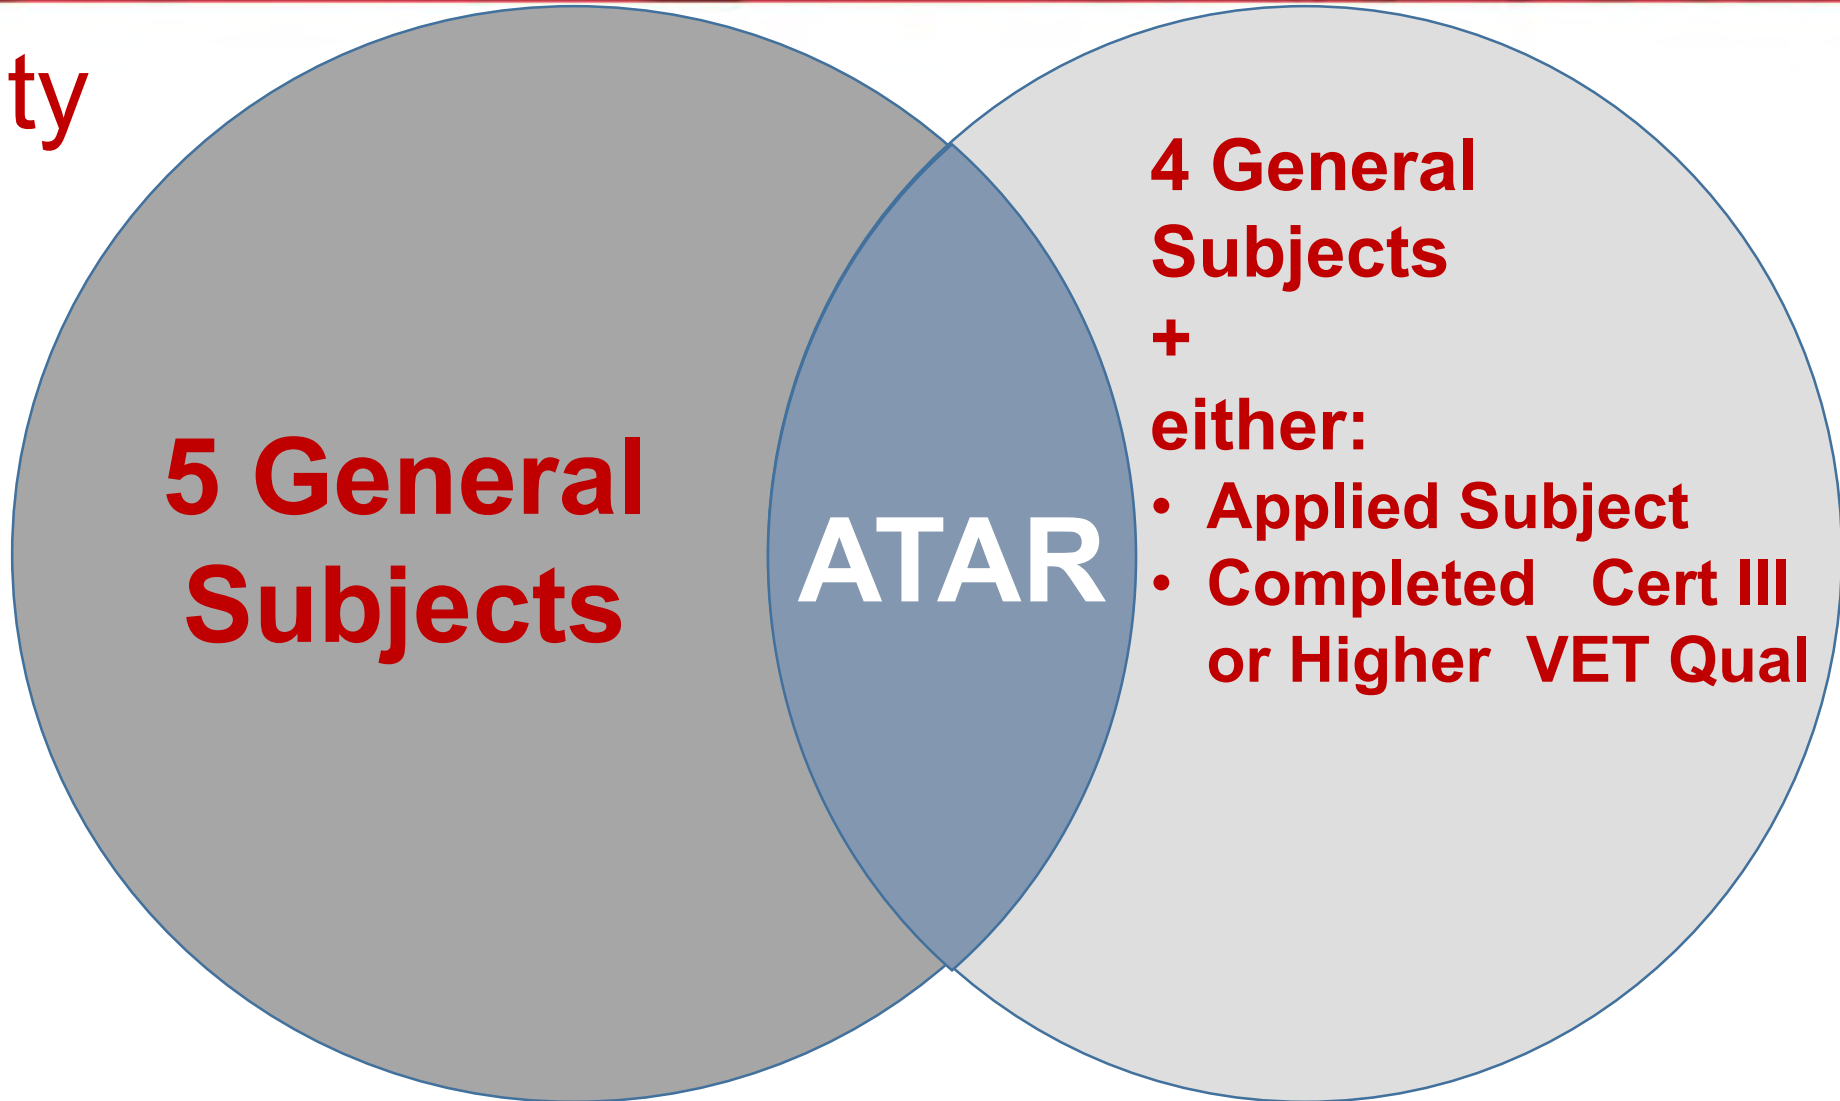 ty
5 General
Subjects
ATAR
4 General
Subjects
+
either:
• Applied Subject
• Completed Cert III
or Higher VET Qual